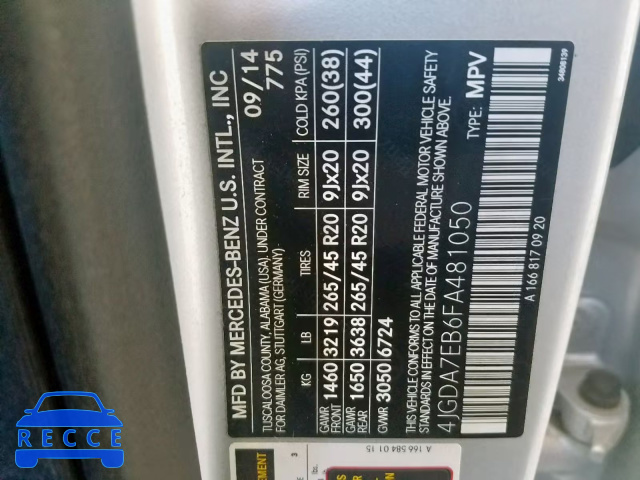 MFD BY MERCEDES-BENZ U.S. INTL., INC
TUSCALOOSA COUNTY, ALABAMA (USA), UNDER CONTRACT
FOR DAIMLER AG, STUTTGART (GERMANY)
09/14
775
KG LB TIRES RIM SIZE COLD KPA (PSI)
GAWR FRONT 1460 3219 265/45 R20 9Jx20 260(38)
GAWR REAR 1650 3638 265/45 R20 9Jx20 300(44)
GVWR 3050 6724
THIS VEHICLE CONFORMS TO ALL APPLICABLE FEDERAL MOTOR VEHICLE SAFETY
STANDARDS IN EFFECT ON THE DATE OF MANUFACTURE SHOWN ABOVE.
4JGDA7EB6FA481050 TYPE: MPV
A 166 817 09 20
34808139
A 166 584 01 15
3
RECCE